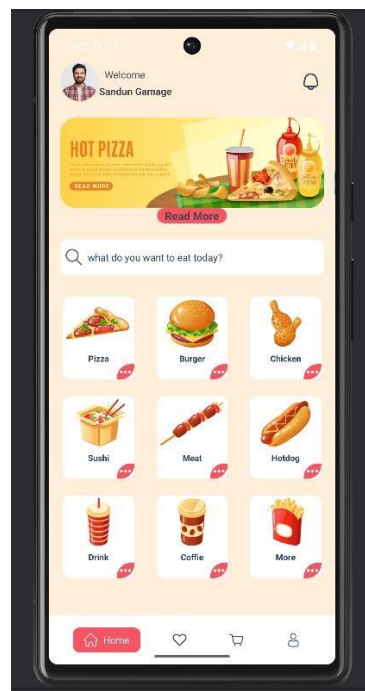 Welcome
Sandun Gamage
HOT PIZZA
READ MORE
Read More
what do you want to eat today?
Pizza
Burger
Chicken
Sushi
Meat
Hotdog
Drink
Coffie
More
Home